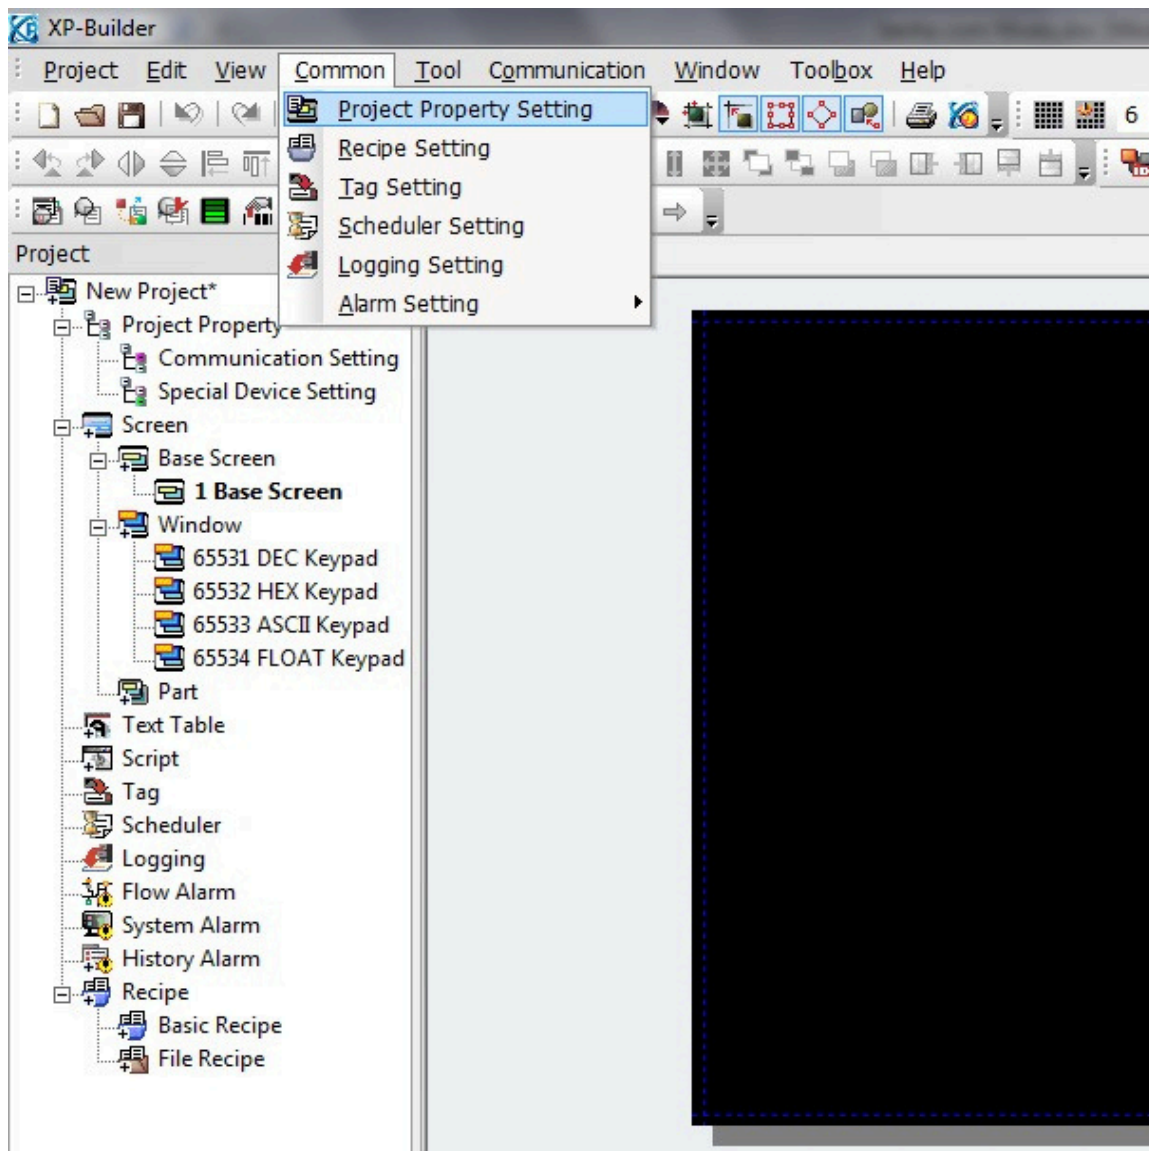 XP-Builder
Project Edit View Common Tool Communication Window Toolbox Help
Project Property Setting
6
Recipe Setting
Tag Setting
Scheduler Setting
Logging Setting
Alarm Setting
Project
New Project*
Project Property
Communication Setting
Special Device Setting
Screen
Base Screen
1 Base Screen
Window
65531 DEC Keypad
65532 HEX Keypad
65533 ASCII Keypad
65534 FLOAT Keypad
Part
Text Table
Script
Tag
Scheduler
Logging
Flow Alarm
System Alarm
History Alarm
Recipe
Basic Recipe
File Recipe